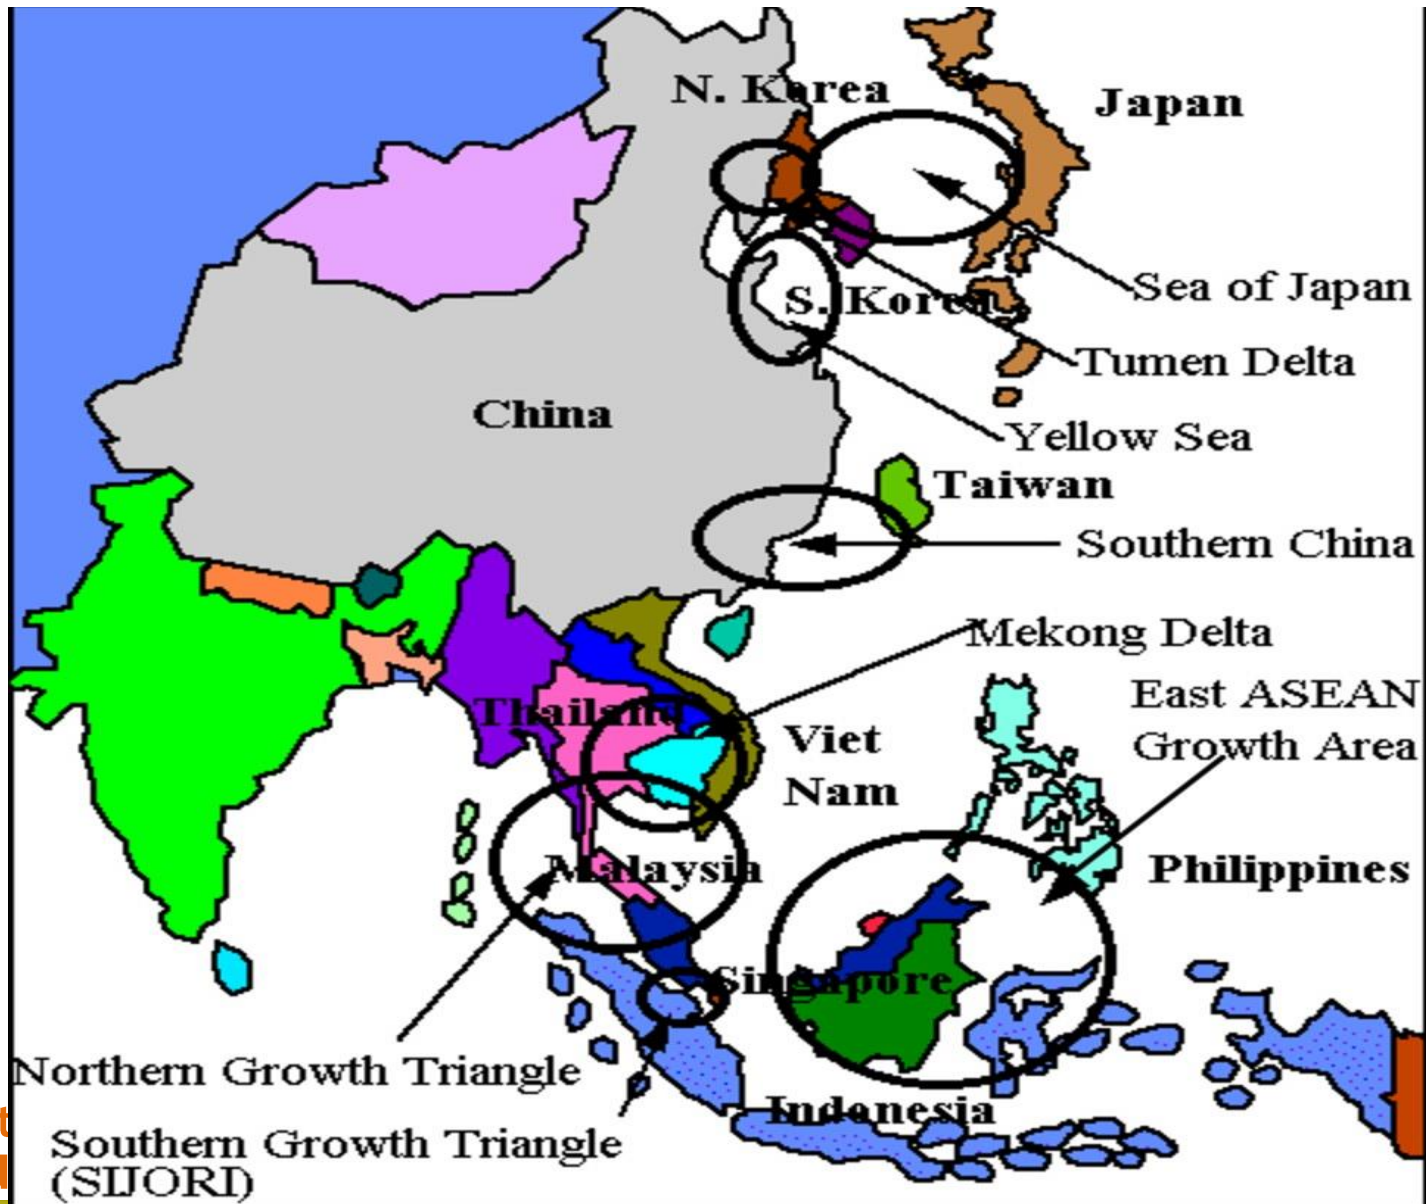 N. Korea
Japan
Sea of Japan
S. Korea
Tumen Delta
China
Yellow Sea
Taiwan
Southern China
Mekong Delta
East ASEAN
Growth Area
Thailand
Viet
Nam
Malaysia
Philippines
Singapore
Northern Growth Triangle
Indonesia
Southern Growth Triangle
(SIJORI)